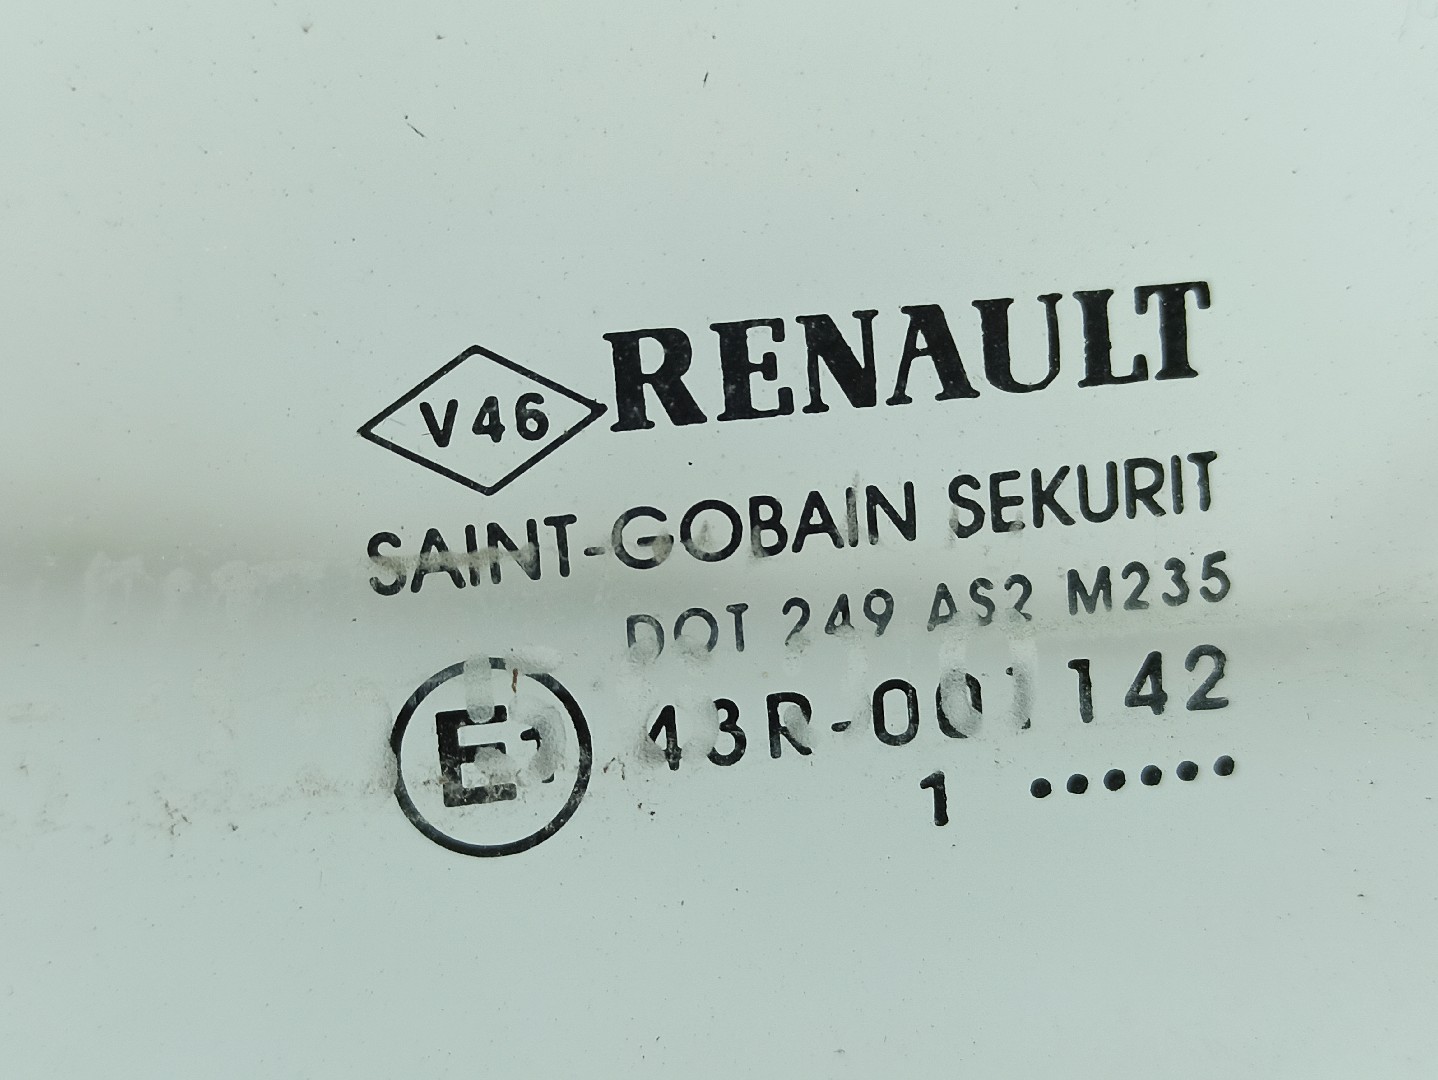 V46 RENAULT
SAINT-GOBAIN SEKURIT
DOT 249 AS2 M235
E1 43R-001142
1 ••••••